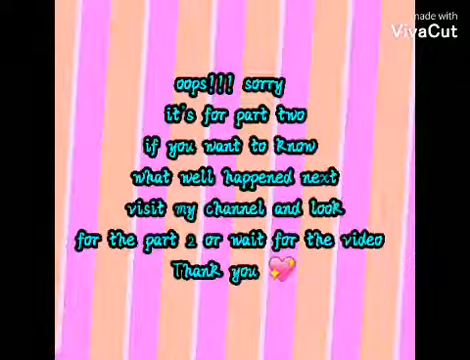 made with
VivaCut
oops!!! sorry
it's for part two
if you want to know
what well happened next
visit my channel and look
for the part 2 or wait for the video
Thank you 💖